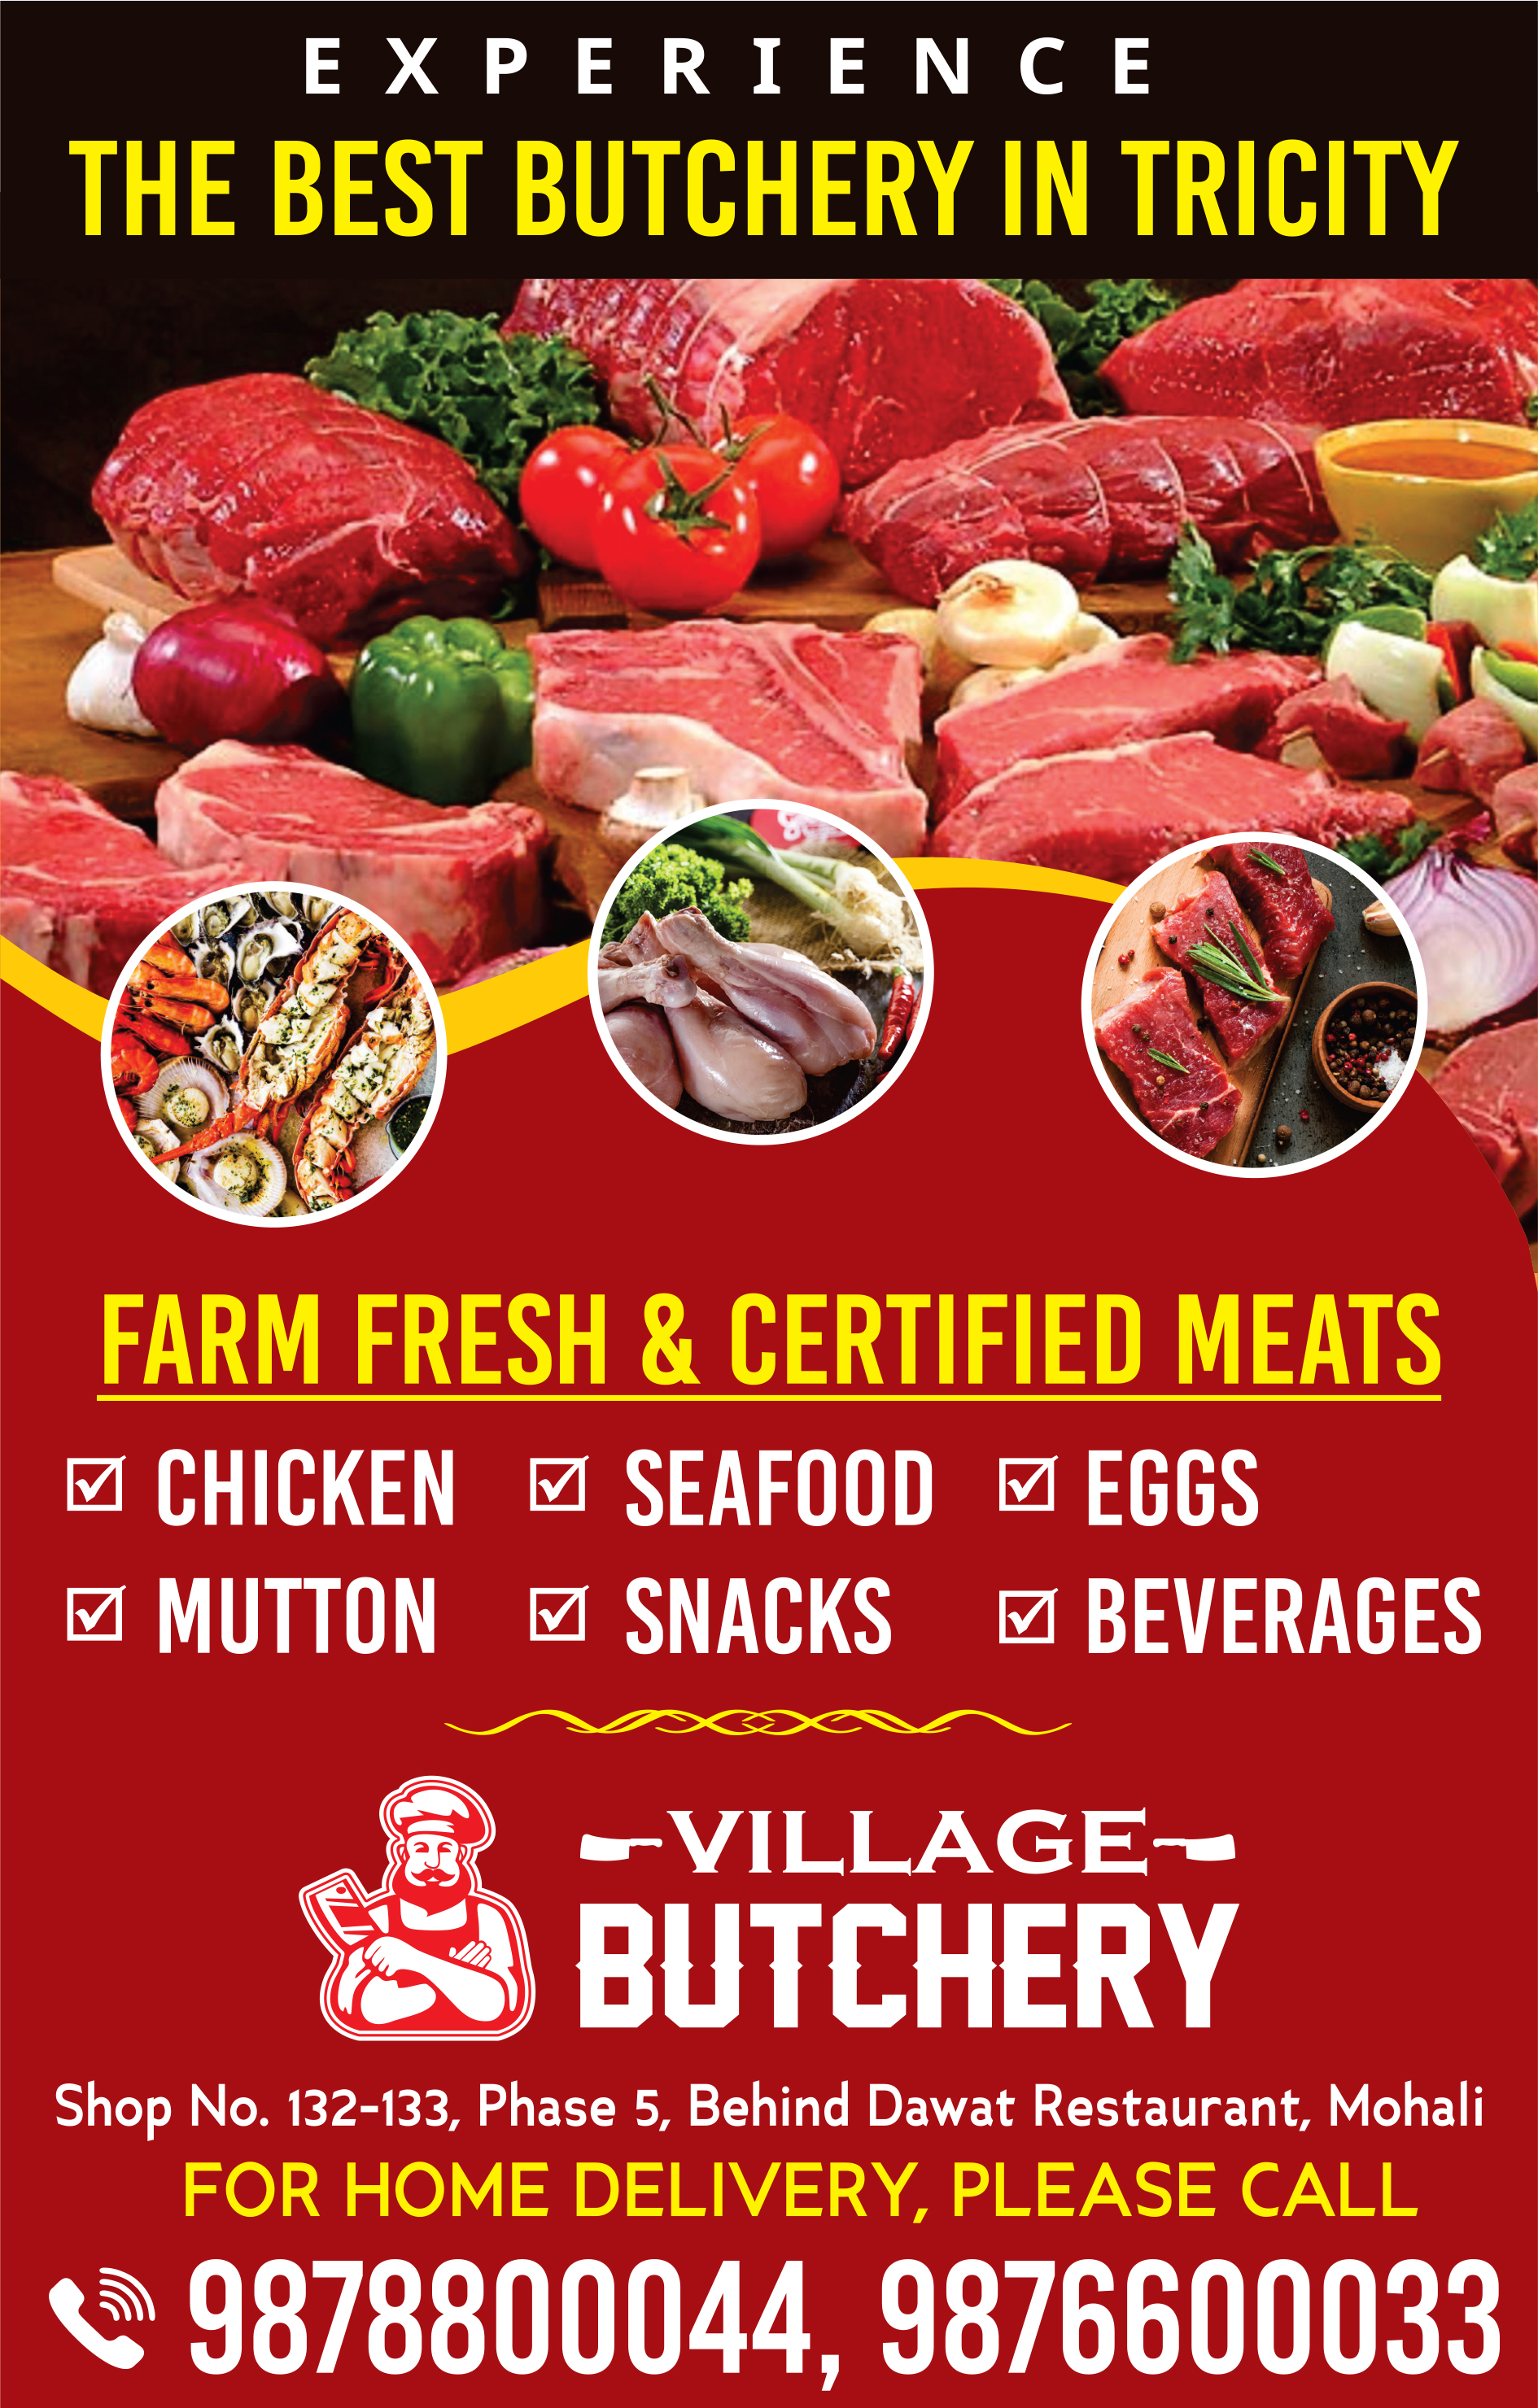 EXPERIENCE
THE BEST BUTCHERY IN TRICITY
FARM FRESH & CERTIFIED MEATS
CHICKEN SEAFOOD EGGS
MUTTON SNACKS BEVERAGES
VILLAGE
BUTCHERY
Shop No. 132-133, Phase 5, Behind Dawat Restaurant, Mohali
FOR HOME DELIVERY, PLEASE CALL
9878800044, 9876600033